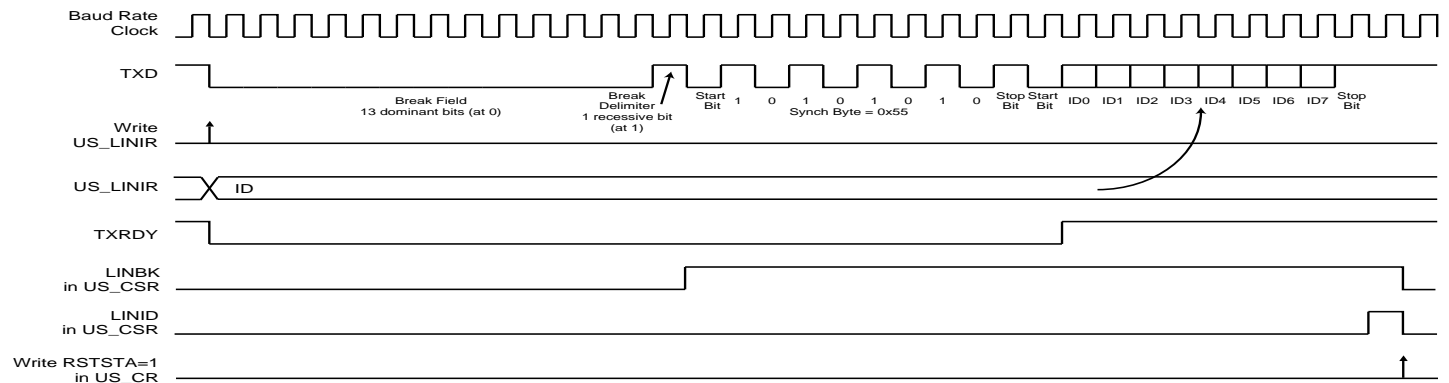 Baud Rate
Clock
TXD
Break Field
13 dominant bits (at 0)
Break
Delimiter
1 recessive bit
(at 1)
Start
Bit
1 0 1 0 1 0 1 0
Synch Byte = 0x55
Stop
Bit
Start
Bit
ID0 ID1 ID2 ID3 ID4 ID5 ID6 ID7
Stop
Bit
Write
US_LINIR
US_LINIR
ID
TXRDY
LINBK
in US_CSR
LINID
in US_CSR
Write RSTSTA=1
in US_CR